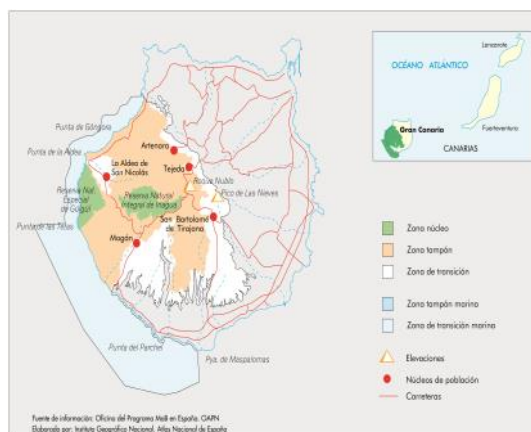 OCÉANO ATLÁNTICO
Lanzarote
Gran Canaria
Fuerteventura
CANARIAS
Punta de Góngora
Punta de la Aldea
Artenara
La Aldea de
San Nicolás
Tejeda
Roque Nublo
Pico de Las Nieves
Reserva Nat.
Especial
de Güigüí
Reserva Natural
Integral de Inagua
San Bartolomé
de Tirajana
Punta de las Tetas
Mogán
Punta del Parchel
Pya. de Maspalomas
Zona núcleo
Zona tampón
Zona de transición
Zona tampón marina
Zona de transición marina
Elevaciones
Núcleos de población
Carreteras
Fuente de información: Oficina del Programa MaB en España. OAPN
Elaborado por: Instituto Geográfico Nacional. Atlas Nacional de España